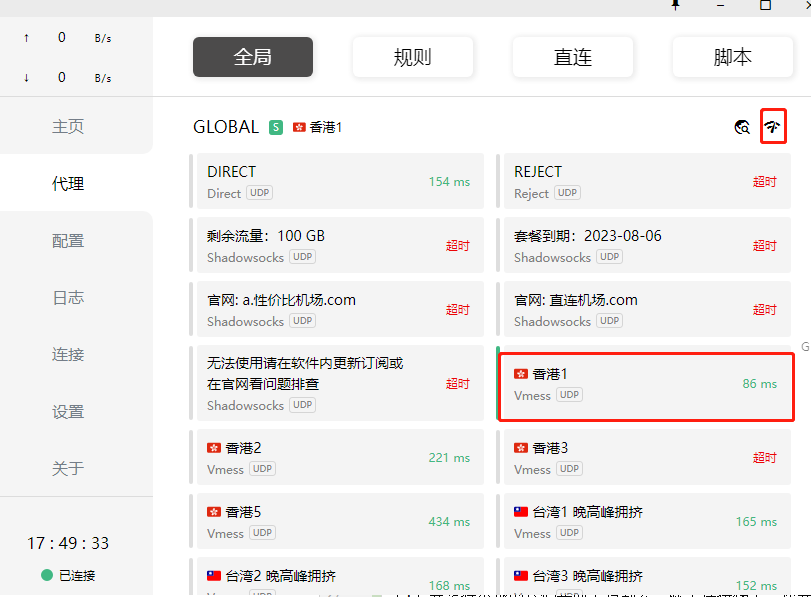 ↑ 0 B/s
↓ 0 B/s
主页
代理
配置
日志
连接
设置
关于
17 : 49 : 33
已连接
全局 规则 直连 脚本
GLOBAL S 香港1
DIRECT
Direct UDP
154 ms
REJECT
Reject UDP
超时
剩余流量：100 GB
Shadowsocks UDP
超时
套餐到期：2023-08-06
Shadowsocks UDP
超时
官网: a.性价比机场.com
Shadowsocks UDP
超时
官网: 直连机场.com
Shadowsocks UDP
超时
无法使用请在软件内更新订阅或
在官网看问题排查
Shadowsocks UDP
超时
香港1
Vmess UDP
86 ms
香港2
Vmess UDP
221 ms
香港3
Vmess UDP
超时
香港5
Vmess UDP
434 ms
台湾1 晚高峰拥挤
Vmess UDP
165 ms
台湾2 晚高峰拥挤
168 ms
台湾3 晚高峰拥挤
152 ms
G